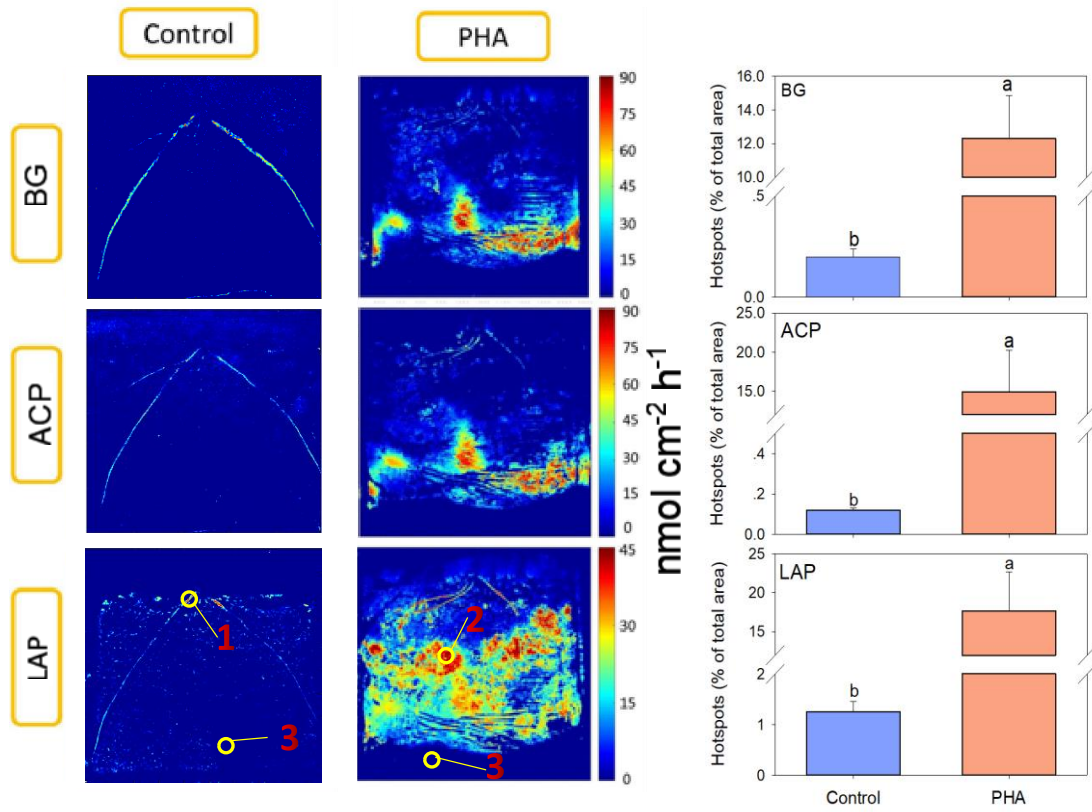 Control
PHA
BG
ACP
LAP
90
75
60
45
30
15
0
90
75
60
45
30
15
0
45
30
15
0
nmol cm⁻² h⁻¹
1
3
2
3
BG
a
b
16.0
14.0
12.0
10.0
.5
0.0
Hotspots (% of total area)
ACP
a
b
25.0
20.0
15.0
.4
.2
0.0
Hotspots (% of total area)
LAP
a
b
25
20
15
2
1
0
Hotspots (% of total area)
Control
PHA